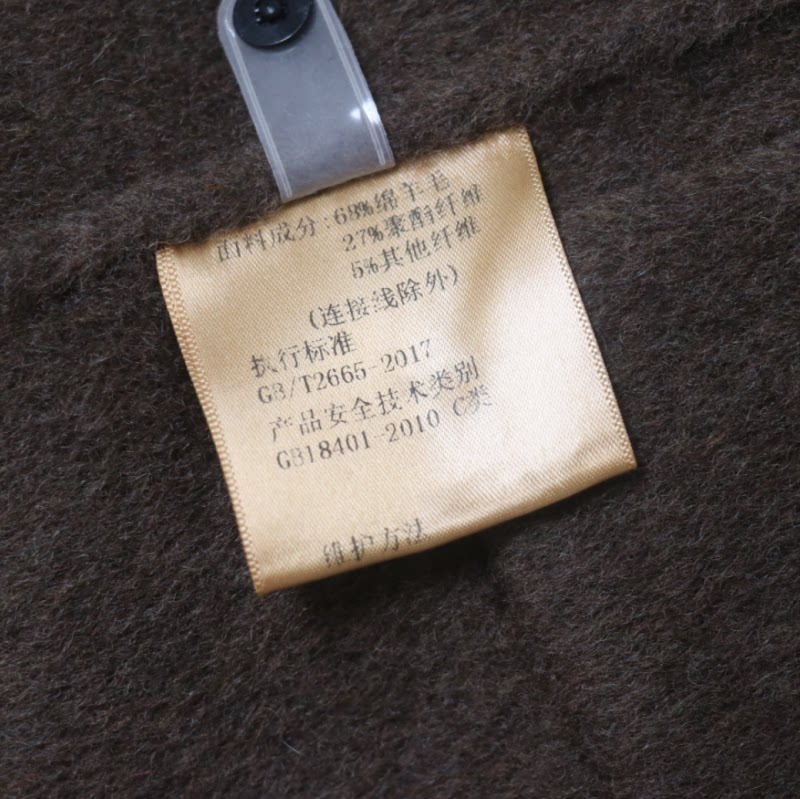 面料成分:68%绵羊毛
27%聚酯纤维
5%其他纤维
(连接线除外)
执行标准
GB/T2665-2017
产品安全技术类别
GB18401-2010 C类
维护方法